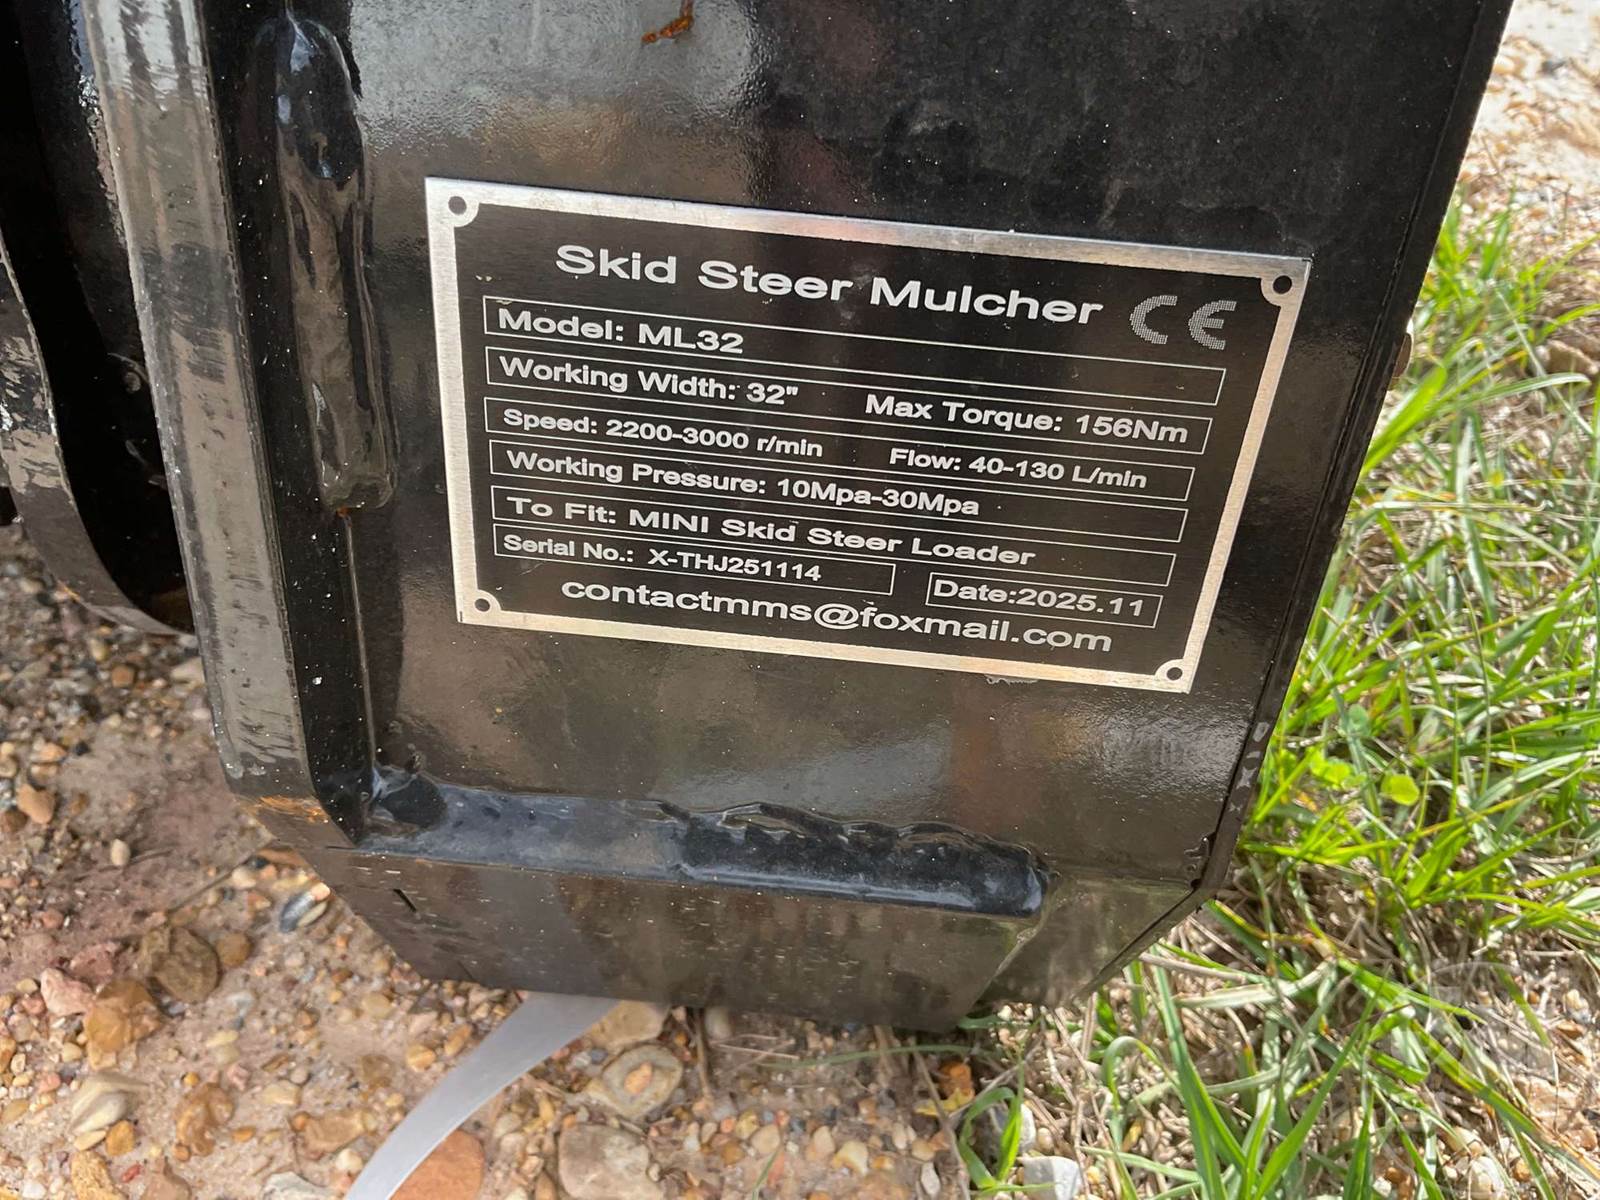 Skid Steer Mulcher CE
Model: ML32
Working Width: 32" Max Torque: 156Nm
Speed: 2200-3000 r/min Flow: 40-130 L/min
Working Pressure: 10Mpa-30Mpa
To Fit: MINI Skid Steer Loader
Serial No.: X-THJ251114 Date:2025.11
contactmms@foxmail.com